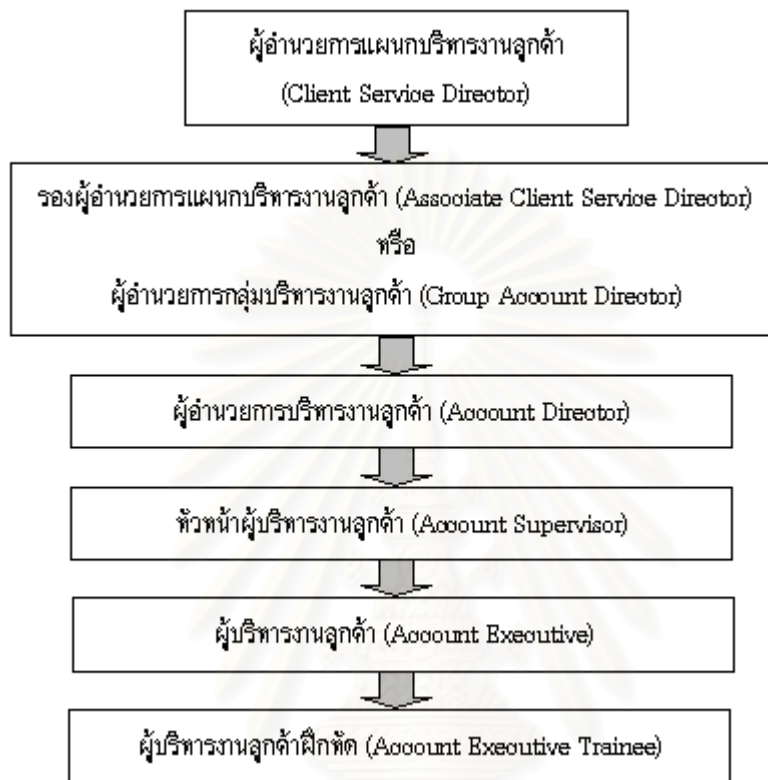 ผู้อำนวยการแผนกบริหารงานลูกค้า
(Client Service Director)
รองผู้อำนวยการแผนกบริหารงานลูกค้า (Associate Client Service Director)
หรือ
ผู้อำนวยการกลุ่มบริหารงานลูกค้า (Group Account Director)
ผู้อำนวยการบริหารงานลูกค้า (Account Director)
หัวหน้าผู้บริหารงานลูกค้า (Account Supervisor)
ผู้บริหารงานลูกค้า (Account Executive)
ผู้บริหารงานลูกค้าฝึกหัด (Account Executive Trainee)